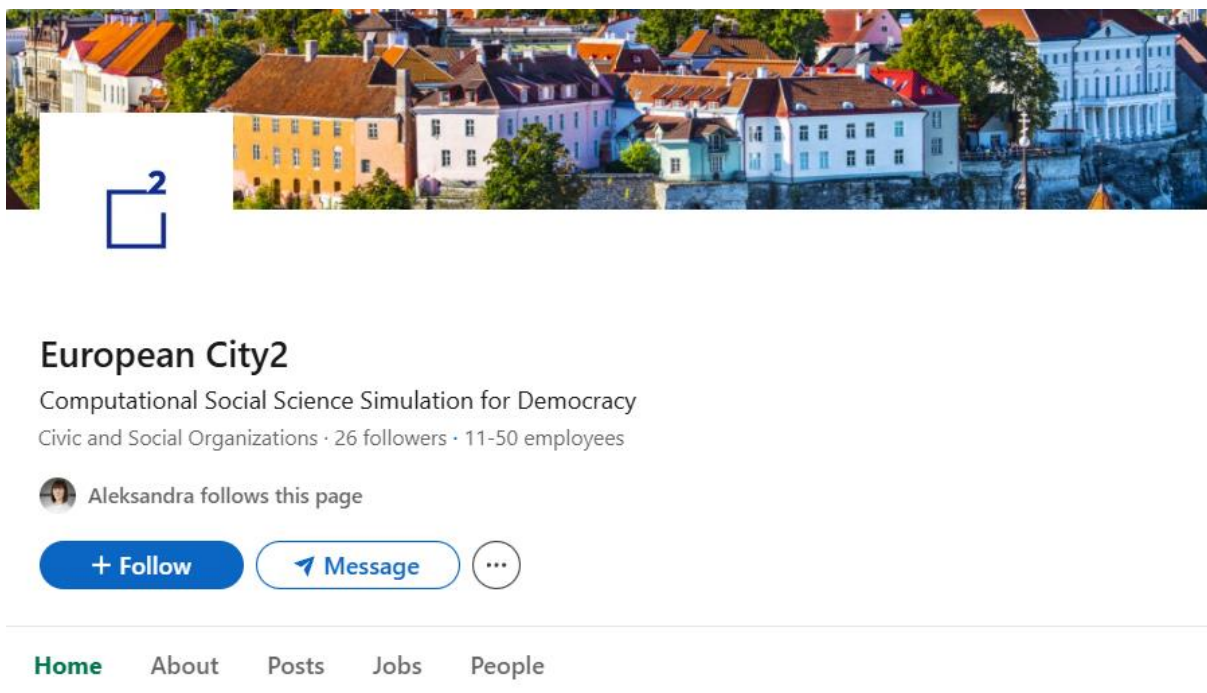 2
European City2
Computational Social Science Simulation for Democracy
Civic and Social Organizations · 26 followers · 11-50 employees
Aleksandra follows this page
+ Follow Message ...
Home About Posts Jobs People